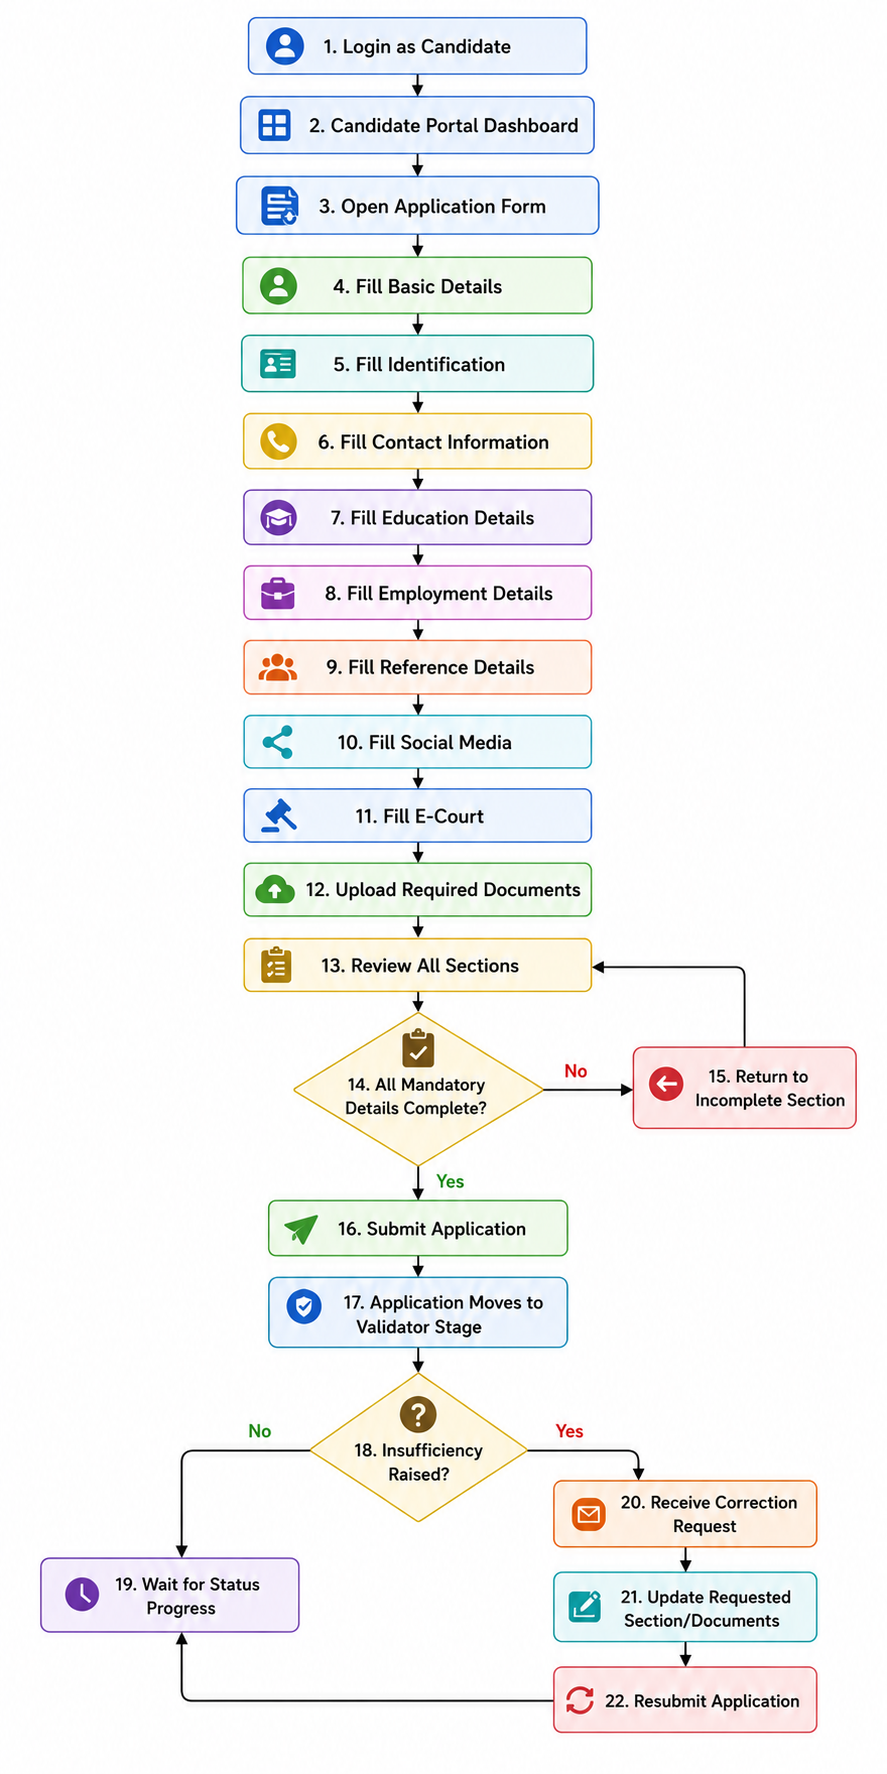 1. Login as Candidate
2. Candidate Portal Dashboard
3. Open Application Form
4. Fill Basic Details
5. Fill Identification
6. Fill Contact Information
7. Fill Education Details
8. Fill Employment Details
9. Fill Reference Details
10. Fill Social Media
11. Fill E-Court
12. Upload Required Documents
13. Review All Sections
14. All Mandatory
Details Complete?
No
15. Return to
Incomplete Section
Yes
16. Submit Application
17. Application Moves to
Validator Stage
18. Insufficiency
Raised?
No
Yes
19. Wait for Status
Progress
20. Receive Correction
Request
21. Update Requested
Section/Documents
22. Resubmit Application